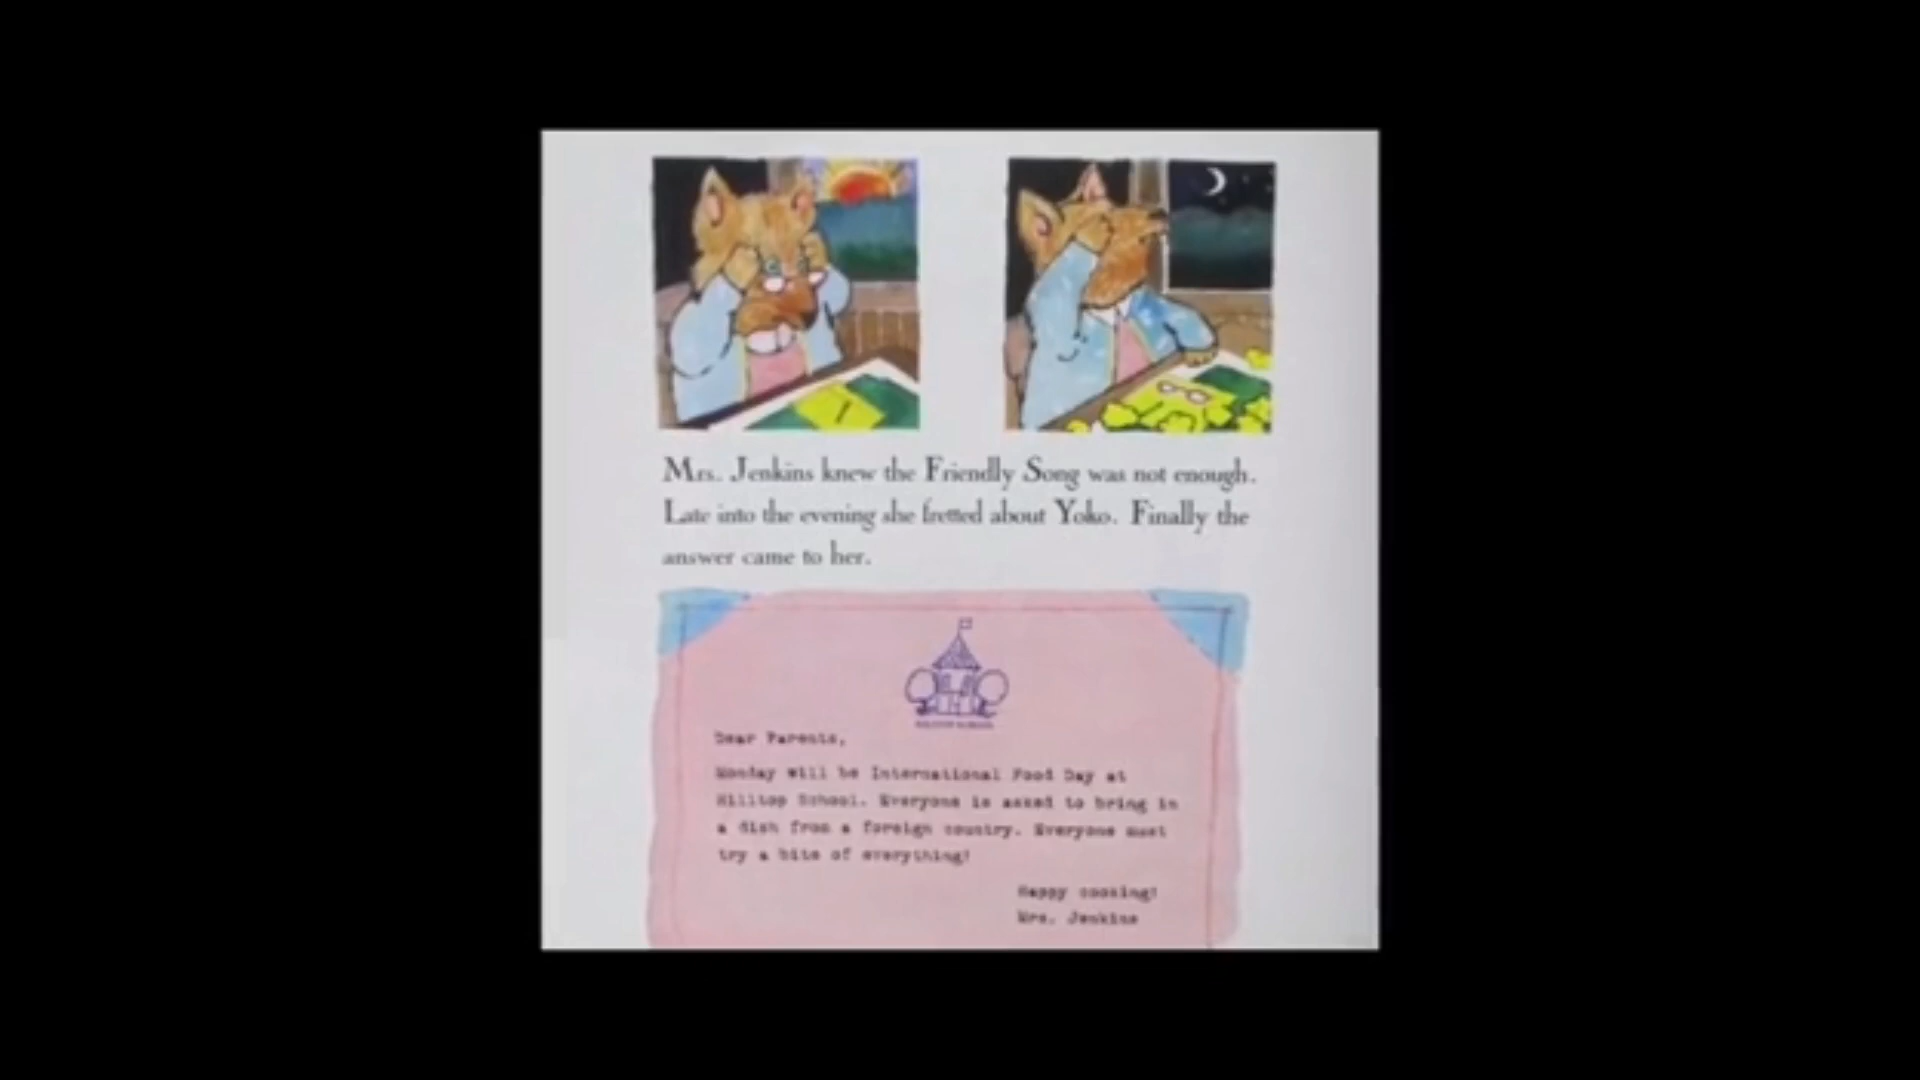 Mrs. Jenkins knew the Friendly Song was not enough.
Late into the evening she fretted about Yoko. Finally the
answer came to her.
HILLTOP SCHOOL
Dear Parents,
Monday will be International Food Day at
Hilltop School. Everyone is asked to bring in
a dish from a foreign country. Everyone must
try a bite of everything!
Happy cooking!
Mrs. Jenkins